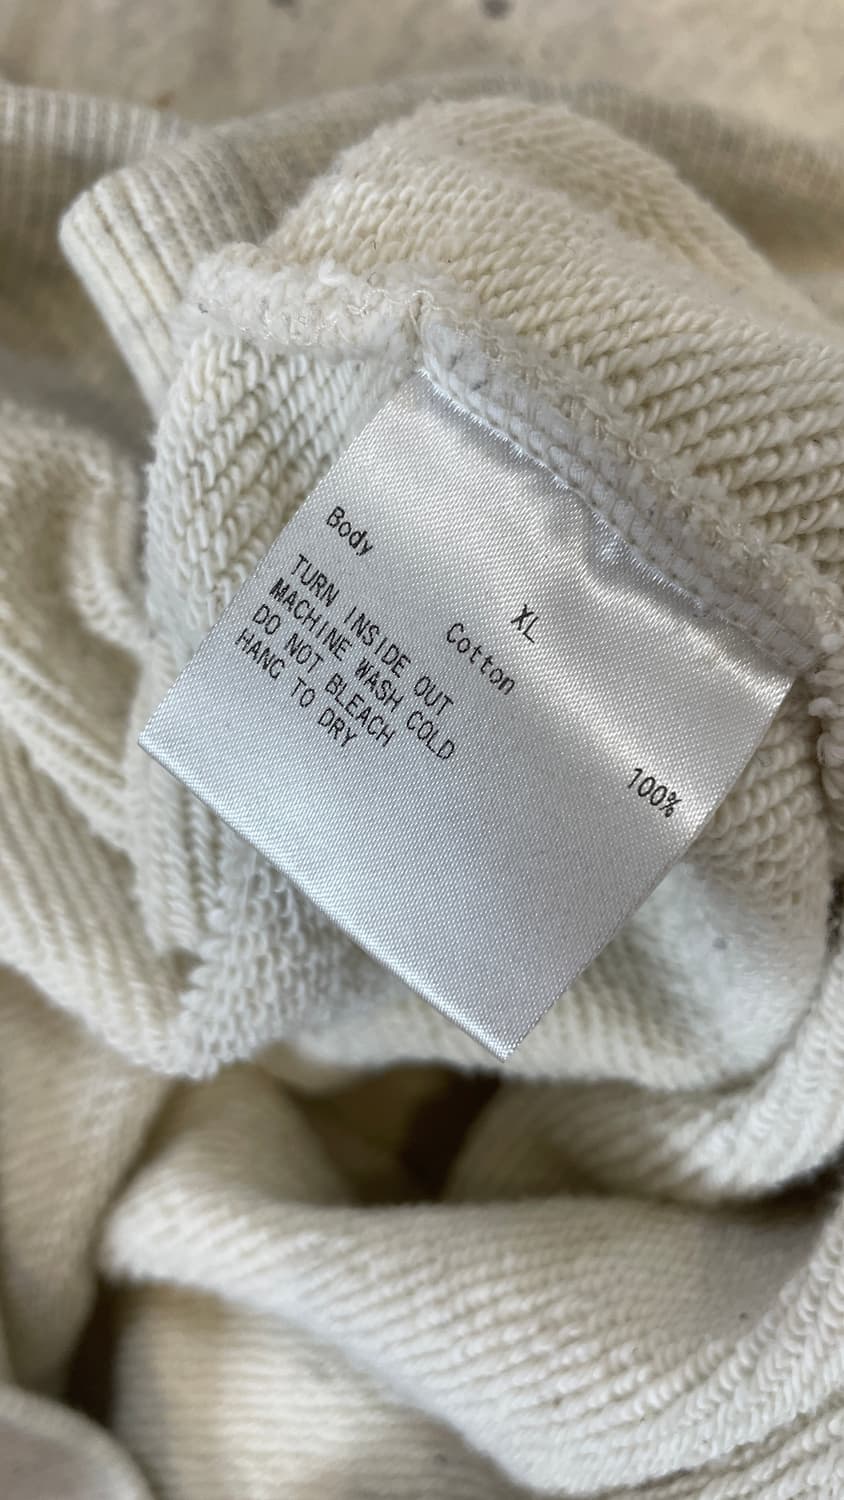 XL
Body Cotton 100%
TURN INSIDE OUT
MACHINE WASH COLD
DO NOT BLEACH
HANG TO DRY